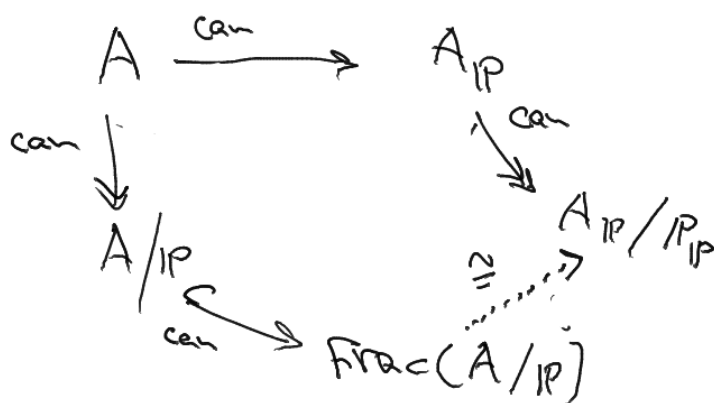 can
A A_ℙ
can can
A/ℙ A_ℙ/ℙ_ℙ
≅
can Frac(A/ℙ)